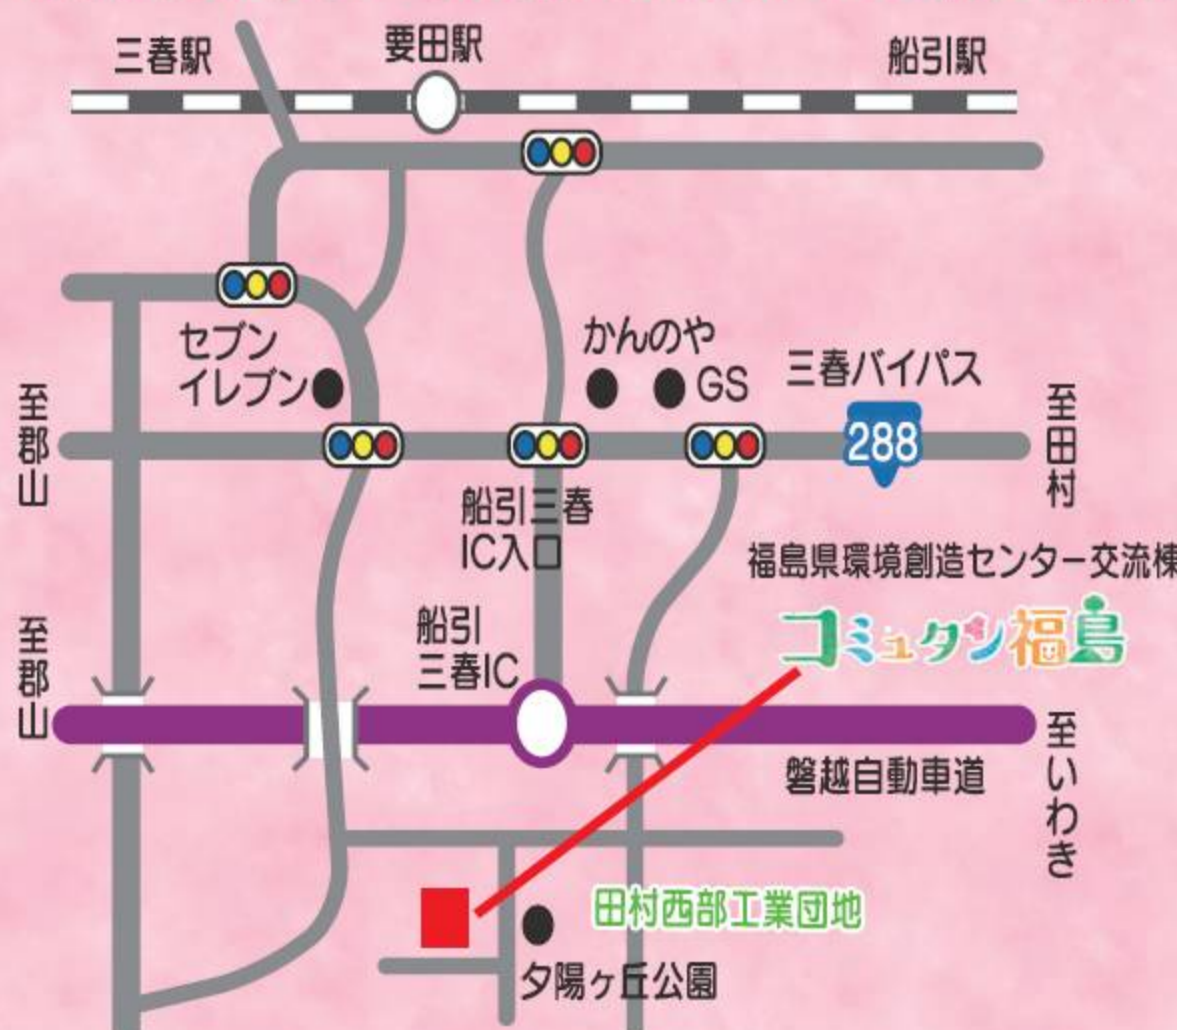 三春駅
要田駅
船引駅
セブン
イレブン
かんのや
GS
三春バイパス
288
至郡山
至田村
船引三春
IC入口
福島県環境創造センター交流棟
コミュタン福島
船引
三春IC
至郡山
磐越自動車道
至いわき
田村西部工業団地
夕陽ヶ丘公園